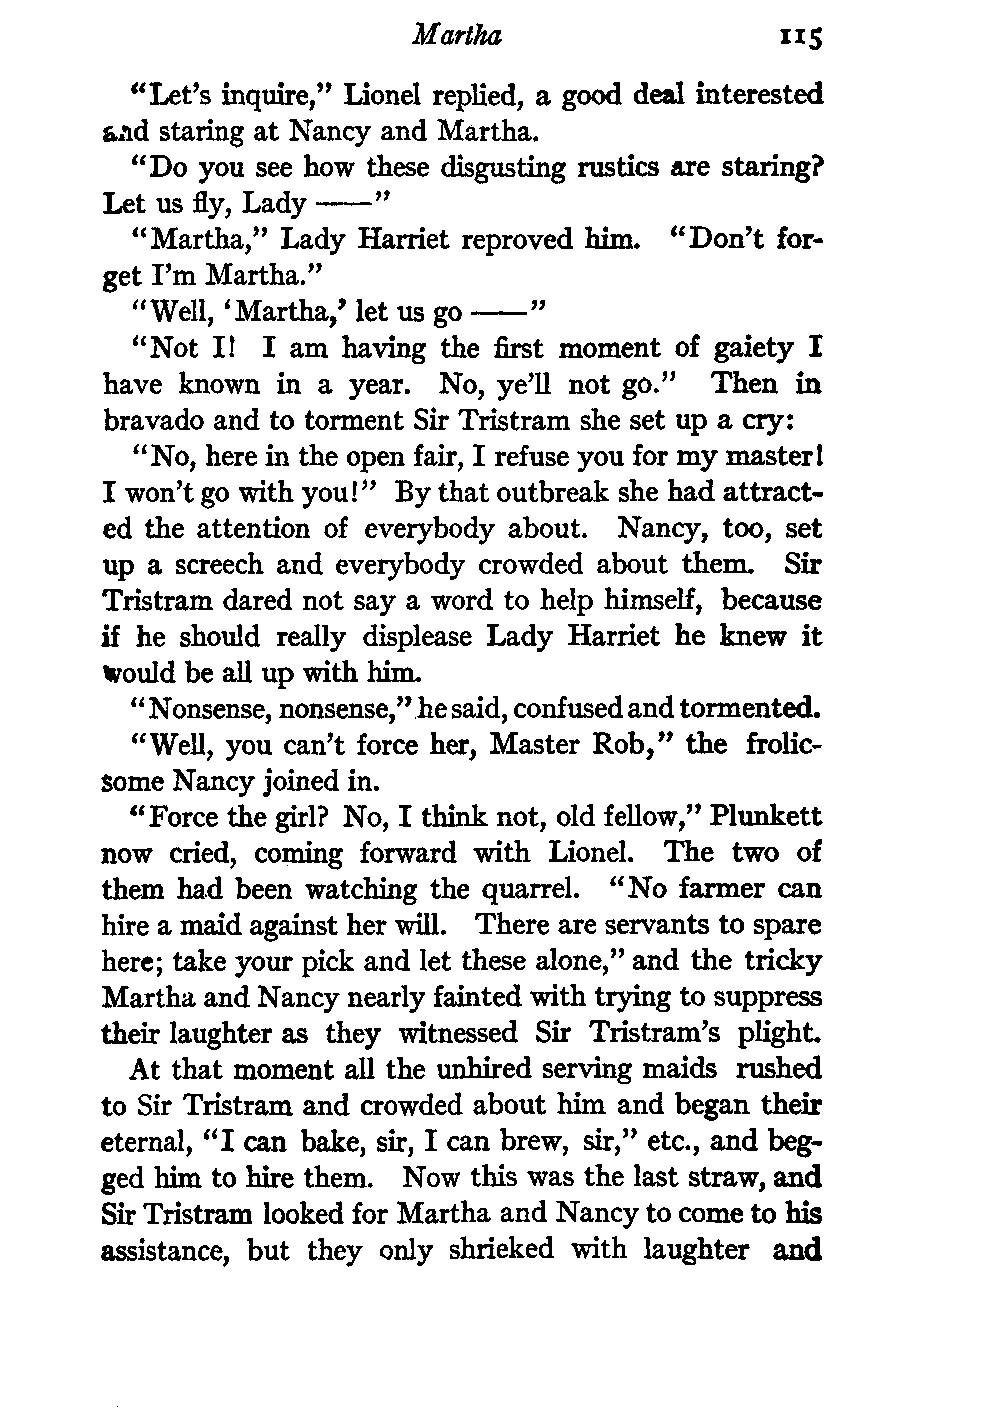 Martha 115
"Let's inquire," Lionel replied, a good deal interested
and staring at Nancy and Martha.
"Do you see how these disgusting rustics are staring?
Let us fly, Lady ——"
"Martha," Lady Harriet reproved him. "Don't for-
get I'm Martha."
"Well, 'Martha,' let us go ——"
"Not I! I am having the first moment of gaiety I
have known in a year. No, ye'll not go." Then in
bravado and to torment Sir Tristram she set up a cry:
"No, here in the open fair, I refuse you for my master!
I won't go with you!" By that outbreak she had attract-
ed the attention of everybody about. Nancy, too, set
up a screech and everybody crowded about them. Sir
Tristram dared not say a word to help himself, because
if he should really displease Lady Harriet he knew it
would be all up with him.
"Nonsense, nonsense," he said, confused and tormented.
"Well, you can't force her, Master Rob," the frolic-
some Nancy joined in.
"Force the girl? No, I think not, old fellow," Plunkett
now cried, coming forward with Lionel. The two of
them had been watching the quarrel. "No farmer can
hire a maid against her will. There are servants to spare
here; take your pick and let these alone," and the tricky
Martha and Nancy nearly fainted with trying to suppress
their laughter as they witnessed Sir Tristram's plight.
At that moment all the unhired serving maids rushed
to Sir Tristram and crowded about him and began their
eternal, "I can bake, sir, I can brew, sir," etc., and beg-
ged him to hire them. Now this was the last straw, and
Sir Tristram looked for Martha and Nancy to come to his
assistance, but they only shrieked with laughter and